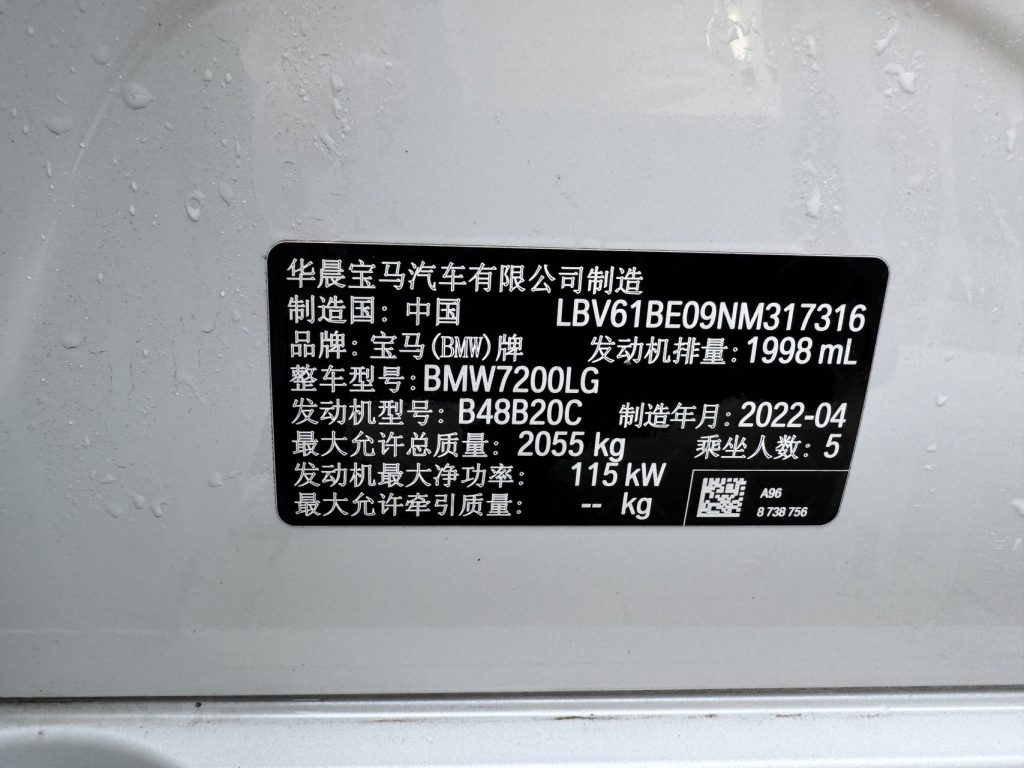 华晨宝马汽车有限公司制造
制造国：中国 LBV61BE09NM317316
品牌：宝马(BMW)牌 发动机排量：1998 mL
整车型号：BMW7200LG
发动机型号：B48B20C 制造年月：2022-04
最大允许总质量：2055 kg 乘坐人数：5
发动机最大净功率：115 kW
最大允许牵引质量：-- kg
A96
8 738 756